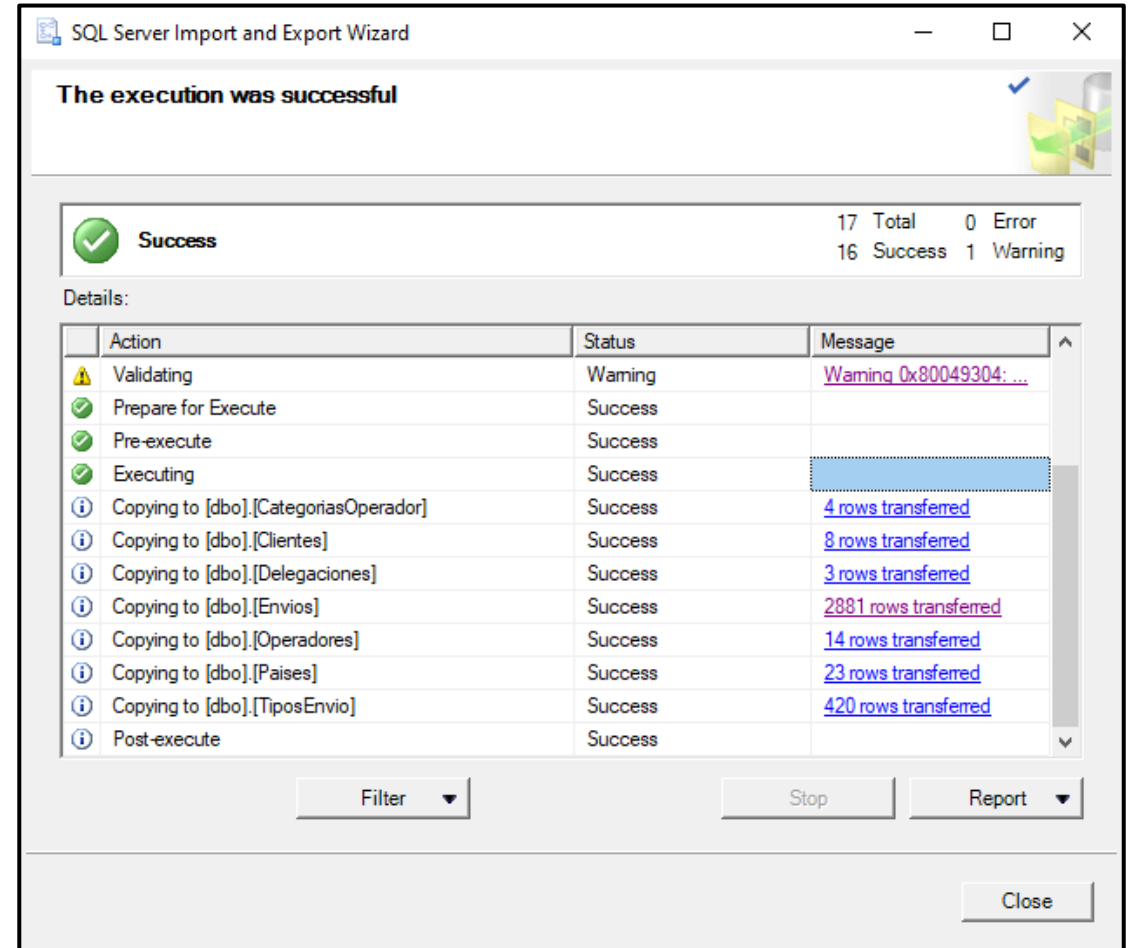 SQL Server Import and Export Wizard
The execution was successful
Success
17 Total 0 Error
16 Success 1 Warning
Details:
Action Status Message
Validating Warning Warning 0x80049304: ...
Prepare for Execute Success
Pre-execute Success
Executing Success
Copying to [dbo].[CategoriasOperador] Success 4 rows transferred
Copying to [dbo].[Clientes] Success 8 rows transferred
Copying to [dbo].[Delegaciones] Success 3 rows transferred
Copying to [dbo].[Envios] Success 2881 rows transferred
Copying to [dbo].[Operadores] Success 14 rows transferred
Copying to [dbo].[Paises] Success 23 rows transferred
Copying to [dbo].[TiposEnvio] Success 420 rows transferred
Post-execute Success
Filter Stop Report
Close